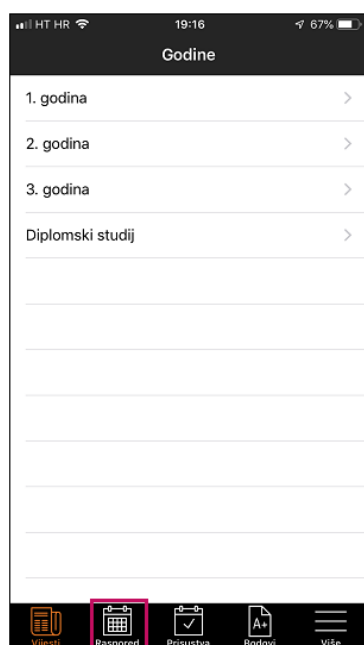 HT HR 19:16 67%
Godine
1. godina
2. godina
3. godina
Diplomski studij
A+
Vijesti Raspored Prisustva Bodovi Više